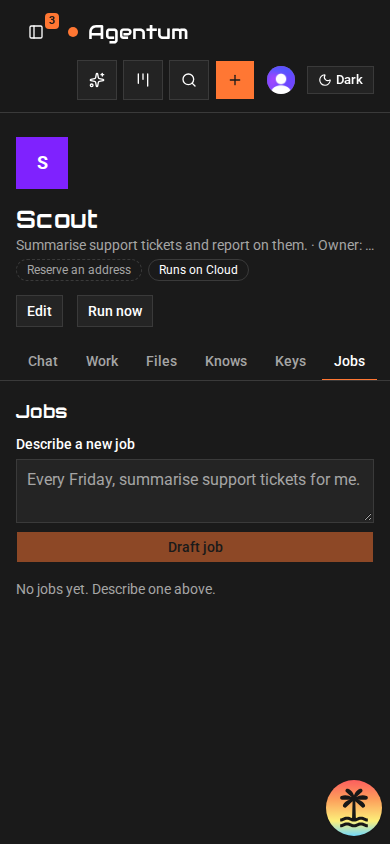 3
Agentum
Dark
S
Scout
Summarise support tickets and report on them. · Owner: ...
Reserve an address
Runs on Cloud
Edit
Run now
Chat
Work
Files
Knows
Keys
Jobs
Jobs
Describe a new job
Every Friday, summarise support tickets for me.
Draft job
No jobs yet. Describe one above.